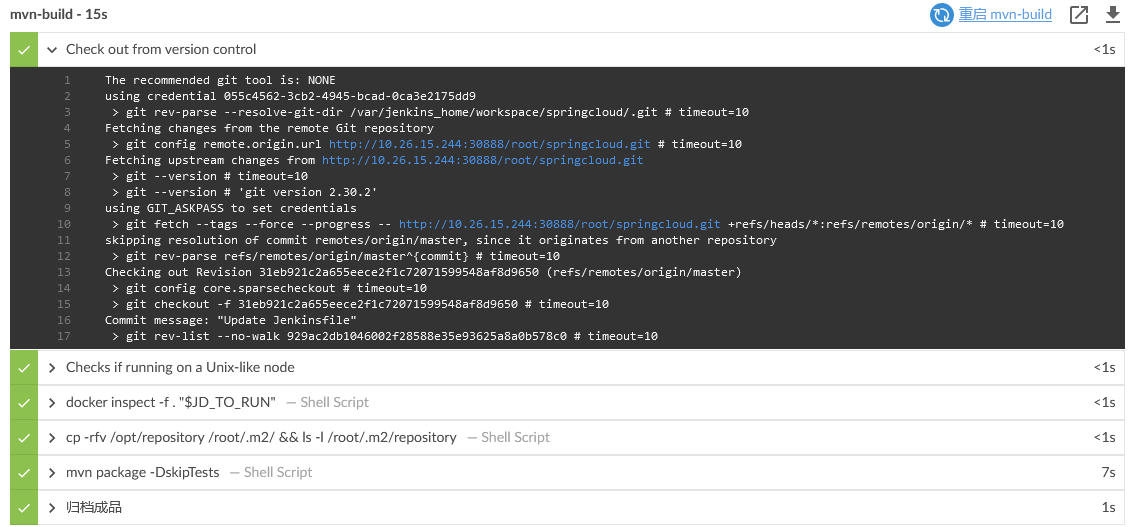 mvn-build - 15s
重启 mvn-build
Check out from version control <1s
1 The recommended git tool is: NONE
2 using credential 055c4562-3cb2-4945-bcad-0ca3e2175dd9
3 > git rev-parse --resolve-git-dir /var/jenkins_home/workspace/springcloud/.git # timeout=10
4 Fetching changes from the remote Git repository
5 > git config remote.origin.url http://10.26.15.244:30888/root/springcloud.git # timeout=10
6 Fetching upstream changes from http://10.26.15.244:30888/root/springcloud.git
7 > git --version # timeout=10
8 > git --version # 'git version 2.30.2'
9 using GIT_ASKPASS to set credentials
10 > git fetch --tags --force --progress -- http://10.26.15.244:30888/root/springcloud.git +refs/heads/*:refs/remotes/origin/* # timeout=10
11 skipping resolution of commit remotes/origin/master, since it originates from another repository
12 > git rev-parse refs/remotes/origin/master^{commit} # timeout=10
13 Checking out Revision 31eb921c2a655eece2f1c72071599548af8d9650 (refs/remotes/origin/master)
14 > git config core.sparsecheckout # timeout=10
15 > git checkout -f 31eb921c2a655eece2f1c72071599548af8d9650 # timeout=10
16 Commit message: "Update Jenkinsfile"
17 > git rev-list --no-walk 929ac2db1046002f28588e35e93625a8a0b578c0 # timeout=10
Checks if running on a Unix-like node <1s
docker inspect -f . "$JD_TO_RUN" — Shell Script <1s
cp -rfv /opt/repository /root/.m2/ && ls -l /root/.m2/repository — Shell Script <1s
mvn package -DskipTests — Shell Script 7s
归档成品 1s